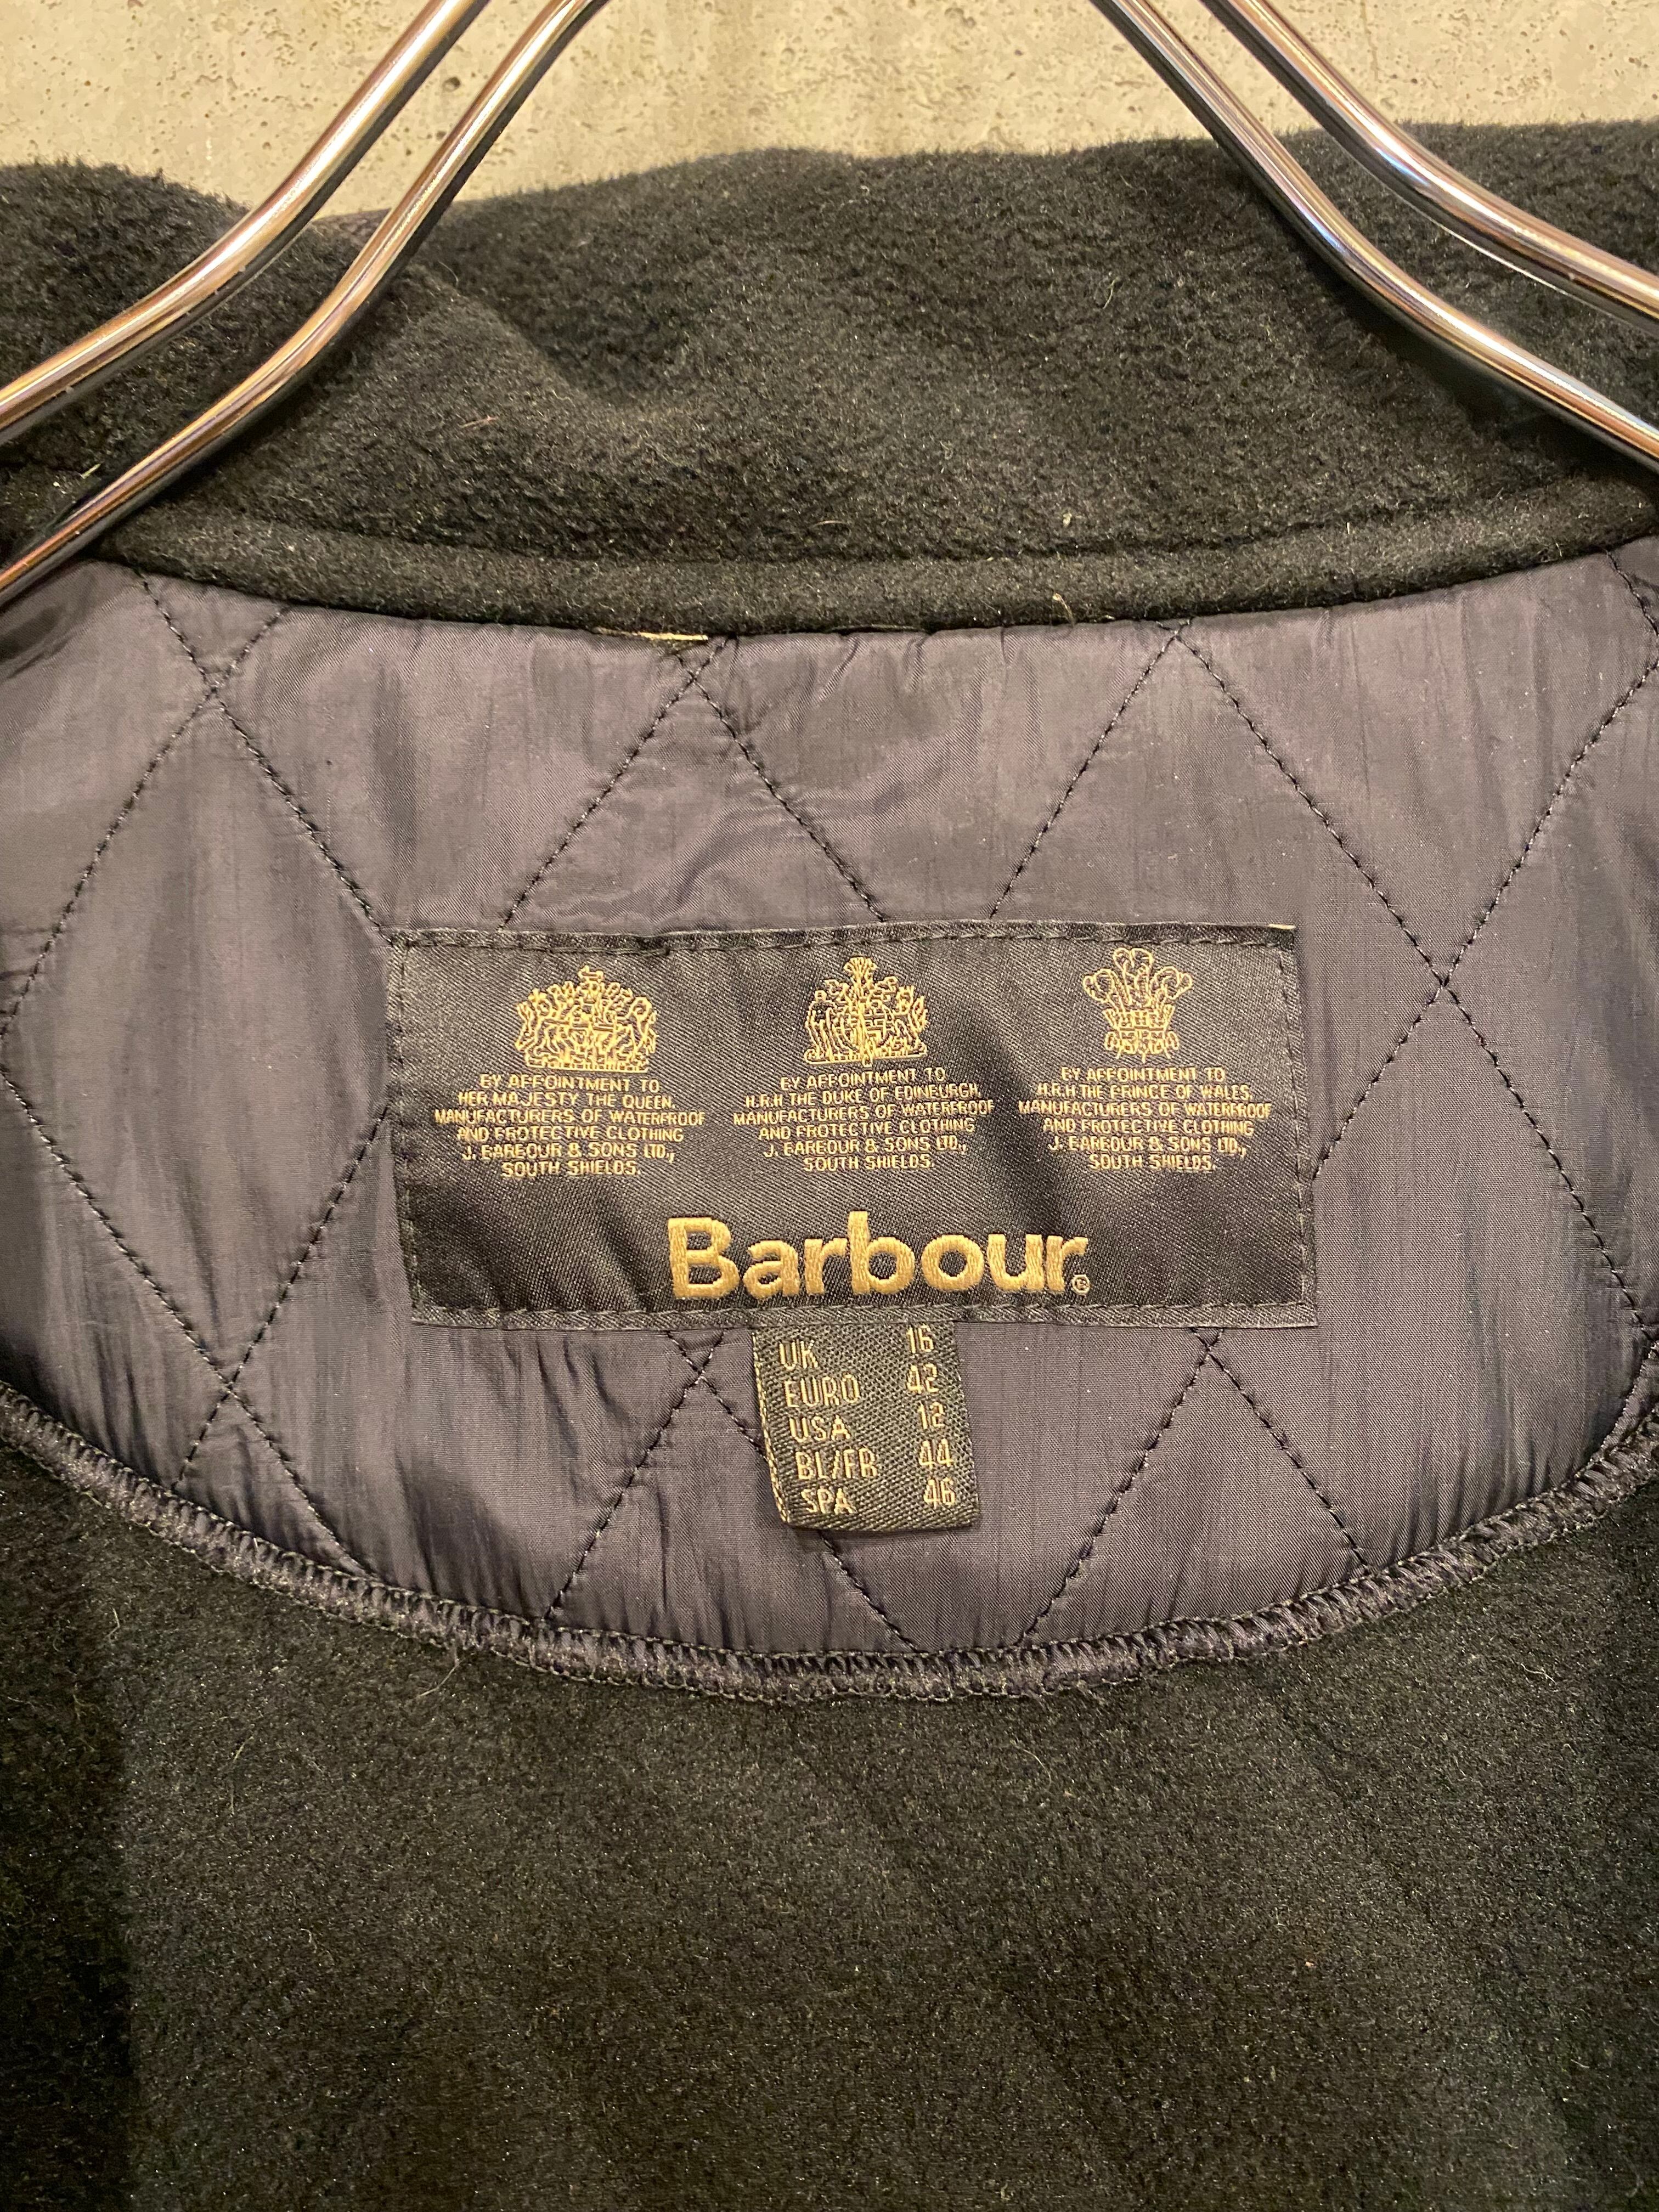 BY APPOINTMENT TO
HER MAJESTY THE QUEEN,
MANUFACTURERS OF WATERPROOF
AND PROTECTIVE CLOTHING
J. BARBOUR & SONS LTD.,
SOUTH SHIELDS.
BY APPOINTMENT TO
H.R.H THE DUKE OF EDINBURGH,
MANUFACTURERS OF WATERPROOF
AND PROTECTIVE CLOTHING
J. BARBOUR & SONS LTD.,
SOUTH SHIELDS.
BY APPOINTMENT TO
H.R.H THE PRINCE OF WALES,
MANUFACTURERS OF WATERPROOF
AND PROTECTIVE CLOTHING
J. BARBOUR & SONS LTD.,
SOUTH SHIELDS.
Barbour®
UK 16
EURO 42
USA 12
BL/FR 44
SPA 46